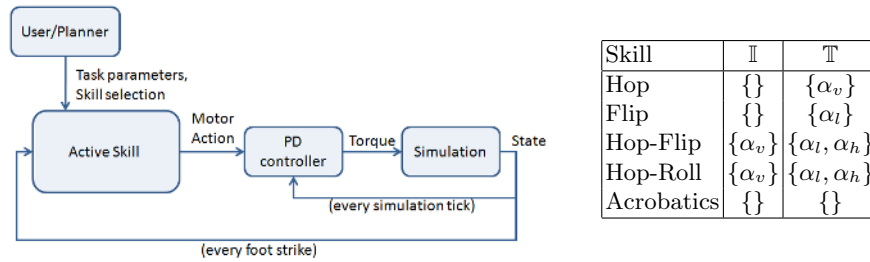 User/Planner
Task parameters,
Skill selection
Active Skill
Motor
Action
PD
controller
Torque
Simulation
State
(every simulation tick)
(every foot strike)
Skill 𝕀 𝕋
Hop {} {α_v}
Flip {} {α_l}
Hop-Flip {α_v} {α_l, α_h}
Hop-Roll {α_v} {α_l, α_h}
Acrobatics {} {}